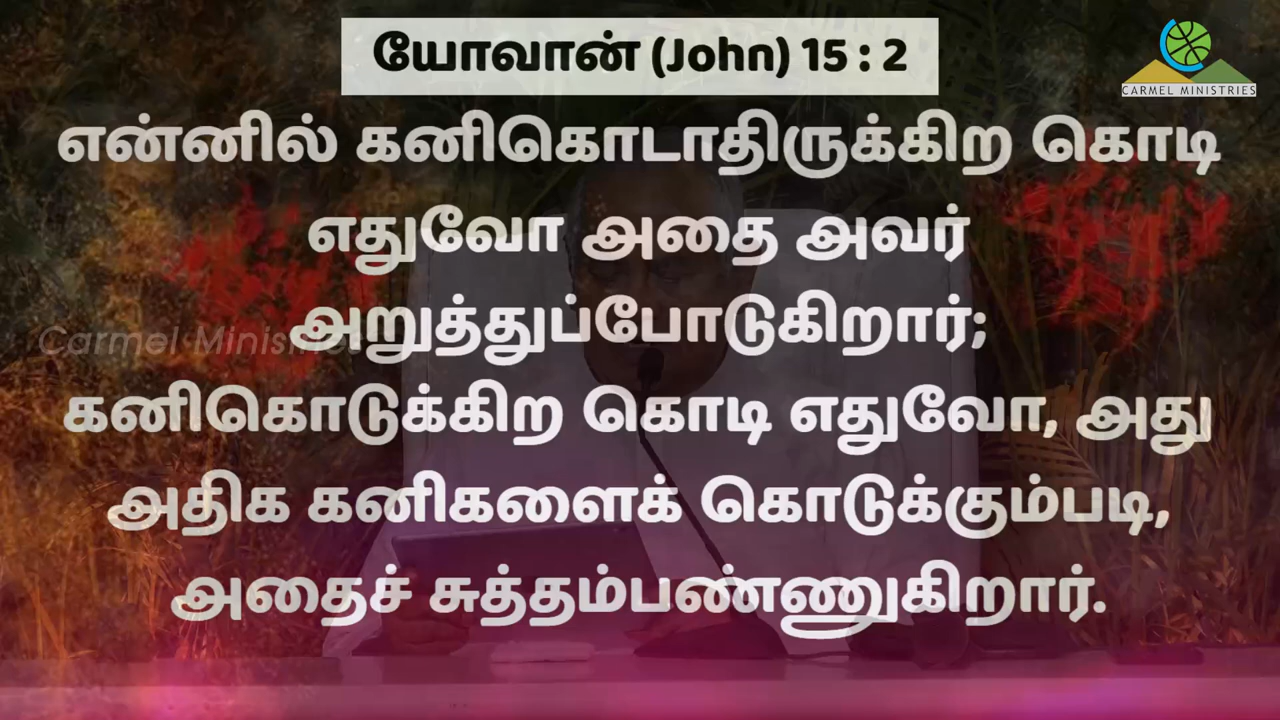 யோவான் (John) 15 : 2
CARMEL MINISTRIES
என்னில் கனிகொடாதிருக்கிற கொடி
எதுவோ அதை அவர்
Carmel Ministries
அறுத்துப்போடுகிறார்;
கனிகொடுக்கிற கொடி எதுவோ, அது
அதிக கனிகளைக் கொடுக்கும்படி,
அதைச் சுத்தம்பண்ணுகிறார்.